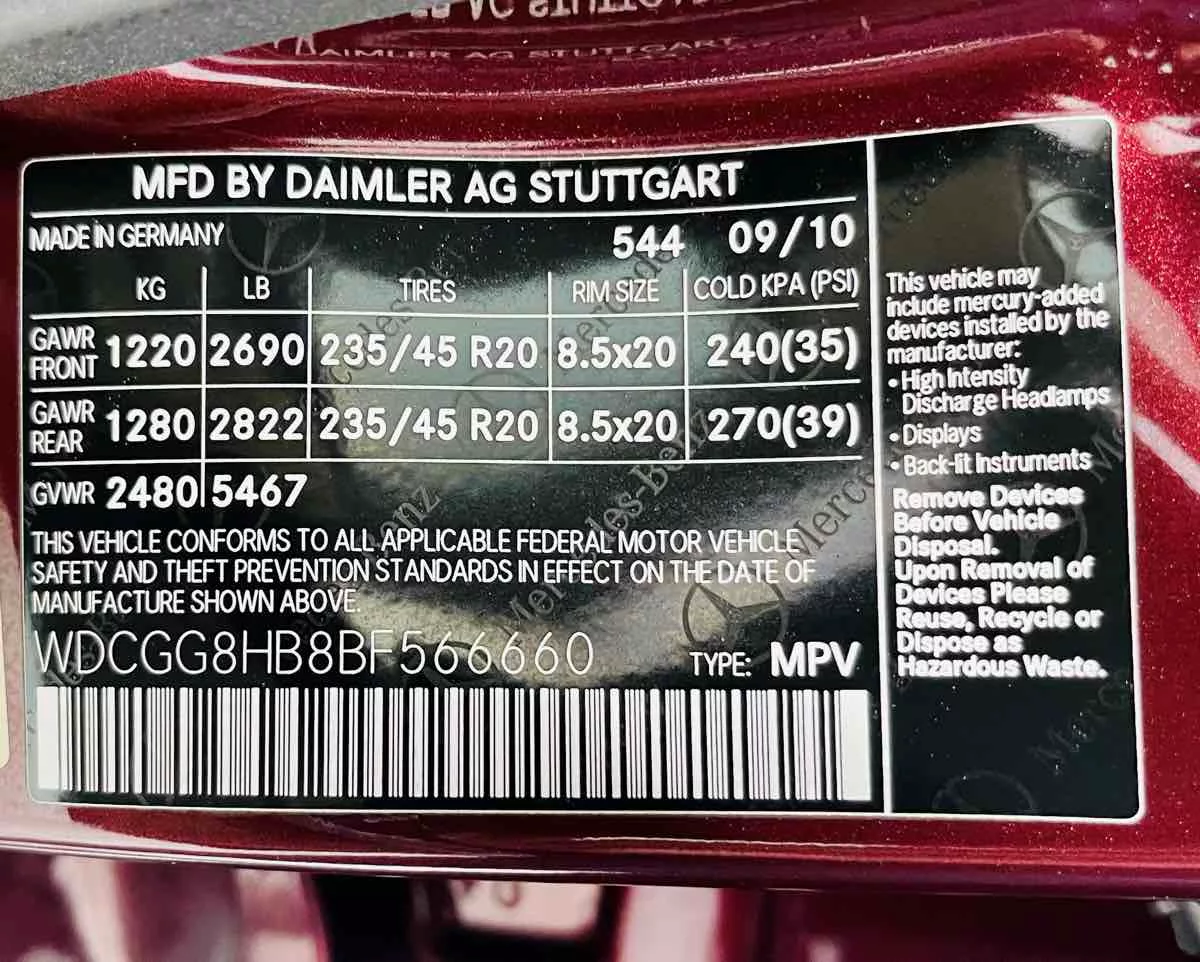 DAIMLER AG STUTTGART
MFD BY DAIMLER AG STUTTGART
MADE IN GERMANY 544 09/10
KG LB TIRES RIM SIZE COLD KPA (PSI)
GAWR FRONT 1220 2690 235/45 R20 8.5x20 240(35)
GAWR REAR 1280 2822 235/45 R20 8.5x20 270(39)
GVWR 2480 5467
THIS VEHICLE CONFORMS TO ALL APPLICABLE FEDERAL MOTOR VEHICLE
SAFETY AND THEFT PREVENTION STANDARDS IN EFFECT ON THE DATE OF
MANUFACTURE SHOWN ABOVE.
WDCGG8HB8BF566660 TYPE: MPV
This vehicle may
include mercury-added
devices installed by the
manufacturer:
• High Intensity
Discharge Headlamps
• Displays
• Back-lit Instruments
Remove Devices
Before Vehicle
Disposal.
Upon Removal of
Devices Please
Reuse, Recycle or
Dispose as
Hazardous Waste.
Mercedes-Benz